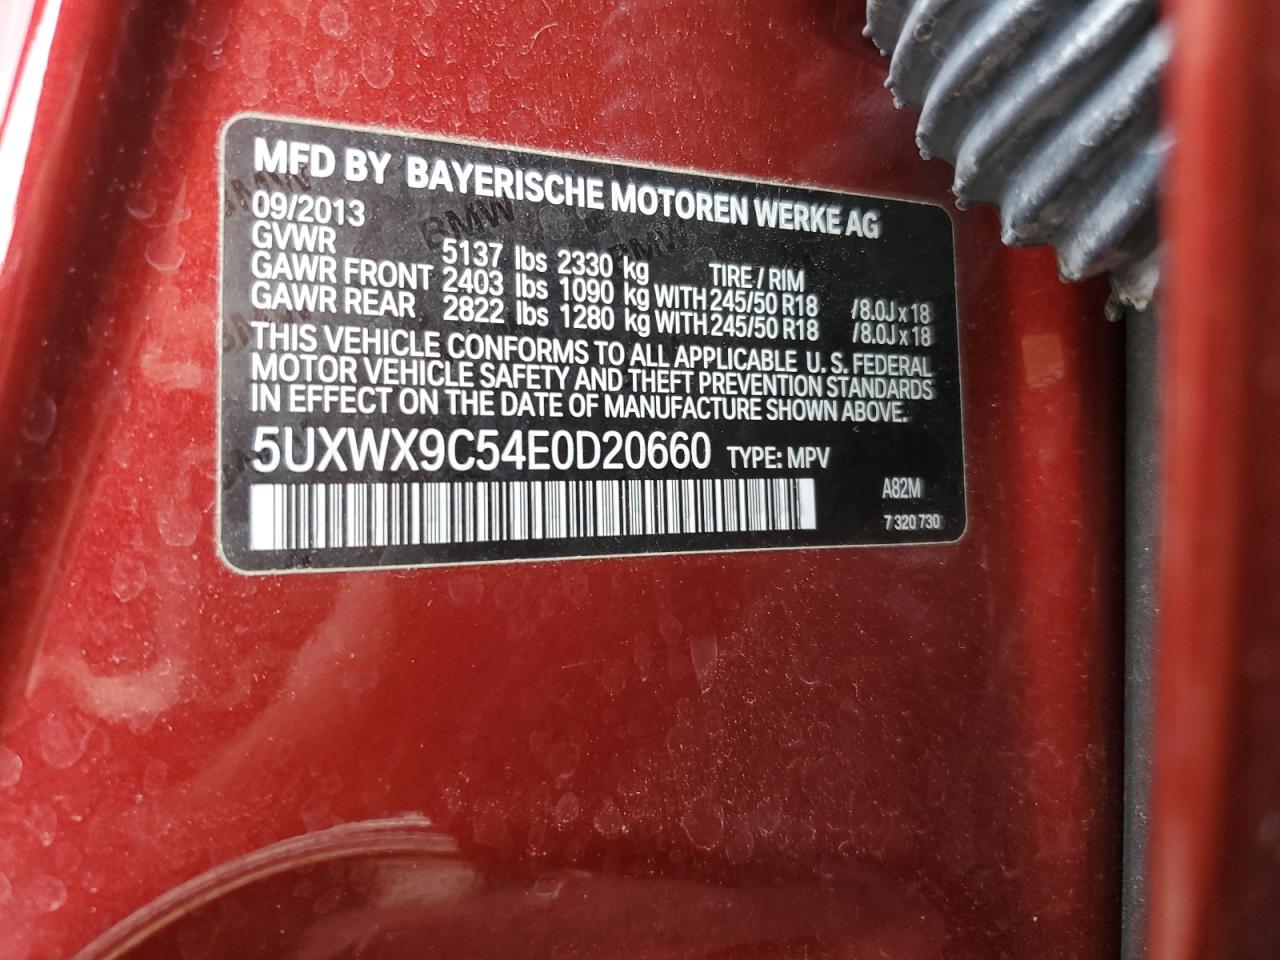 MFD BY BAYERISCHE MOTOREN WERKE AG
09/2013
GVWR 5137 lbs 2330 kg TIRE / RIM
GAWR FRONT 2403 lbs 1090 kg WITH 245/50 R18 /8.0J x 18
GAWR REAR 2822 lbs 1280 kg WITH 245/50 R18 /8.0J x 18
THIS VEHICLE CONFORMS TO ALL APPLICABLE U. S. FEDERAL
MOTOR VEHICLE SAFETY AND THEFT PREVENTION STANDARDS
IN EFFECT ON THE DATE OF MANUFACTURE SHOWN ABOVE.
5UXWX9C54E0D20660 TYPE: MPV
A82M
7 320 730